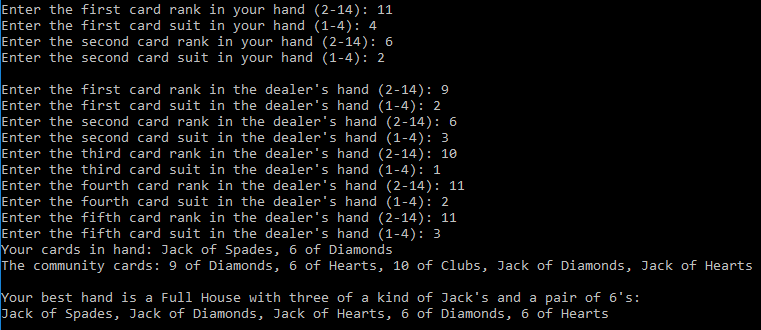 Enter the first card rank in your hand (2-14): 11
Enter the first card suit in your hand (1-4): 4
Enter the second card rank in your hand (2-14): 6
Enter the second card suit in your hand (1-4): 2
Enter the first card rank in the dealer's hand (2-14): 9
Enter the first card suit in the dealer's hand (1-4): 2
Enter the second card rank in the dealer's hand (2-14): 6
Enter the second card suit in the dealer's hand (1-4): 3
Enter the third card rank in the dealer's hand (2-14): 10
Enter the third card suit in the dealer's hand (1-4): 1
Enter the fourth card rank in the dealer's hand (2-14): 11
Enter the fourth card suit in the dealer's hand (1-4): 2
Enter the fifth card rank in the dealer's hand (2-14): 11
Enter the fifth card suit in the dealer's hand (1-4): 3
Your cards in hand: Jack of Spades, 6 of Diamonds
The community cards: 9 of Diamonds, 6 of Hearts, 10 of Clubs, Jack of Diamonds, Jack of Hearts
Your best hand is a Full House with three of a kind of Jack's and a pair of 6's:
Jack of Spades, Jack of Diamonds, Jack of Hearts, 6 of Diamonds, 6 of Hearts